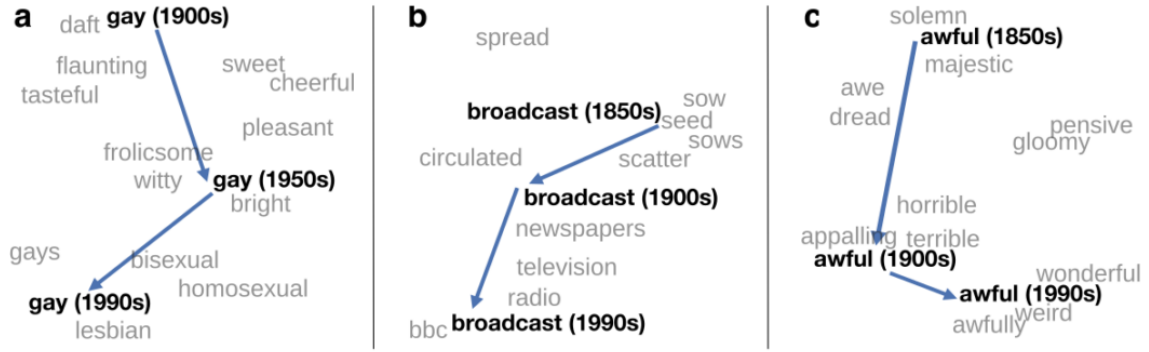 a
daft gay (1900s)
flaunting
sweet
tasteful
cheerful
pleasant
frolicsome
witty
gay (1950s)
bright
gays
bisexual
homosexual
gay (1990s)
lesbian
b
spread
broadcast (1850s)
sow
seed
sows
circulated
scatter
broadcast (1900s)
newspapers
television
radio
bbc broadcast (1990s)
c
solemn
awful (1850s)
majestic
awe
dread
pensive
gloomy
horrible
appalling terrible
awful (1900s)
wonderful
awful (1990s)
weird
awfully